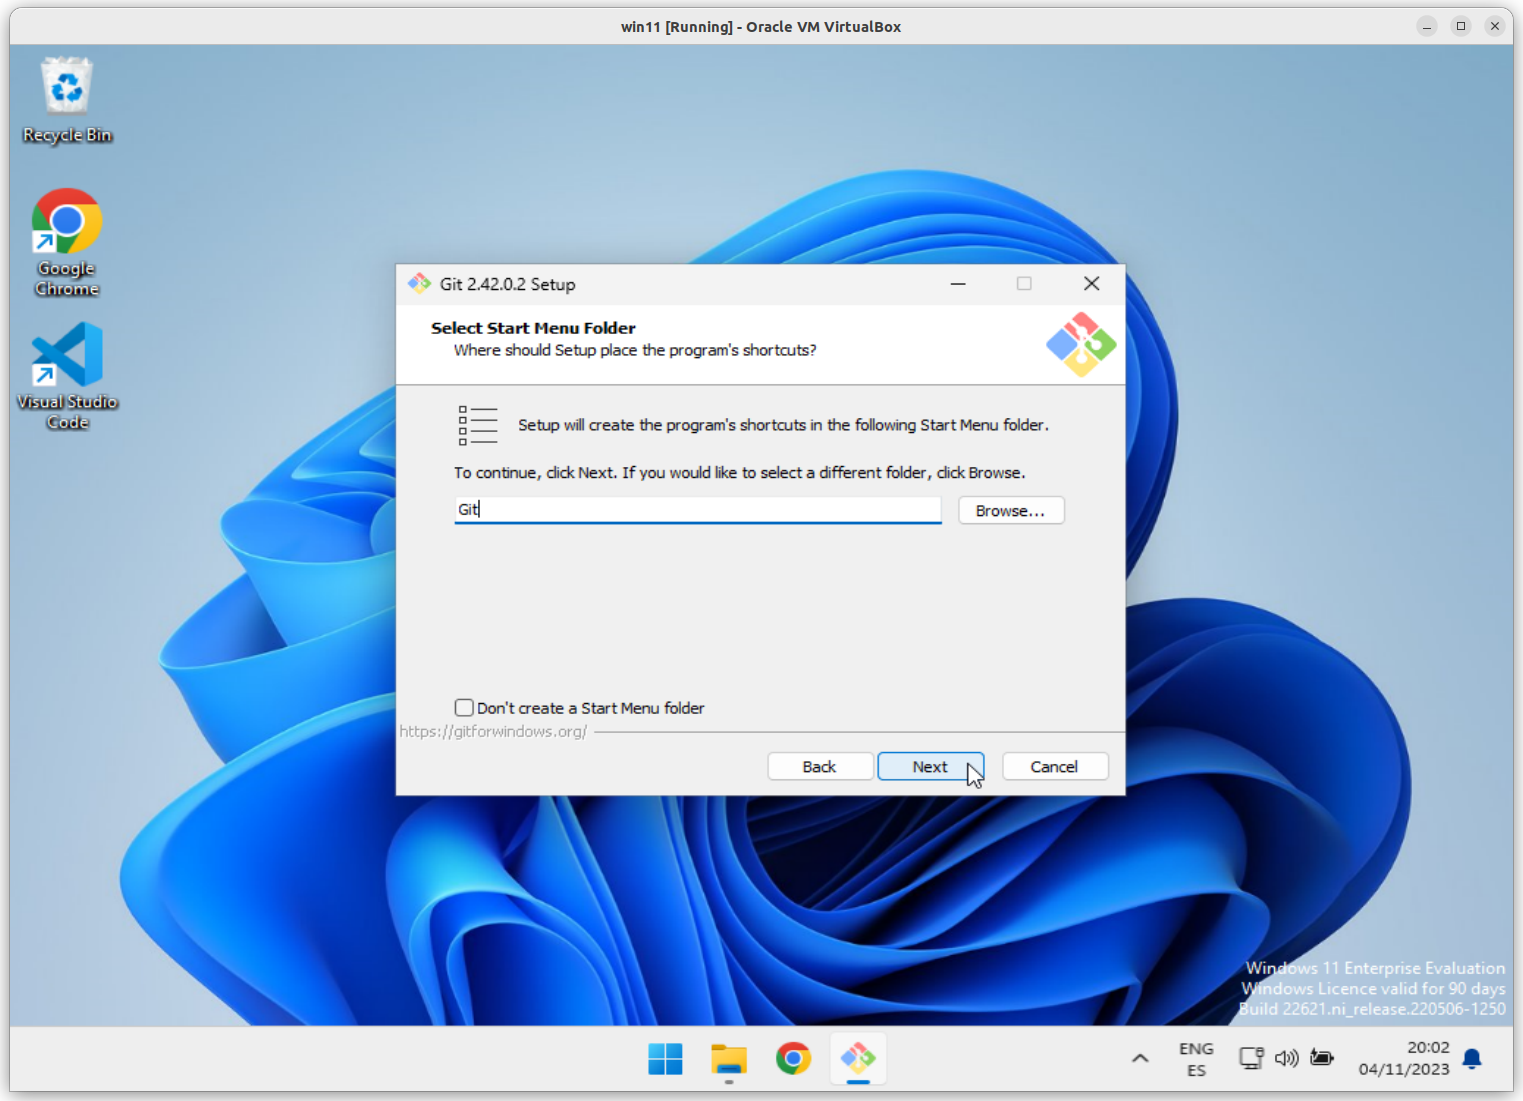 win11 [Running] - Oracle VM VirtualBox
Recycle Bin
Google
Chrome
Visual Studio
Code
Git 2.42.0.2 Setup
Select Start Menu Folder
Where should Setup place the program's shortcuts?
Setup will create the program's shortcuts in the following Start Menu folder.
To continue, click Next. If you would like to select a different folder, click Browse.
Git
Browse...
Don't create a Start Menu folder
https://gitforwindows.org/
Back
Next
Cancel
Windows 11 Enterprise Evaluation
Windows Licence valid for 90 days
Build 22621.ni_release.220506-1250
ENG
ES
20:02
04/11/2023